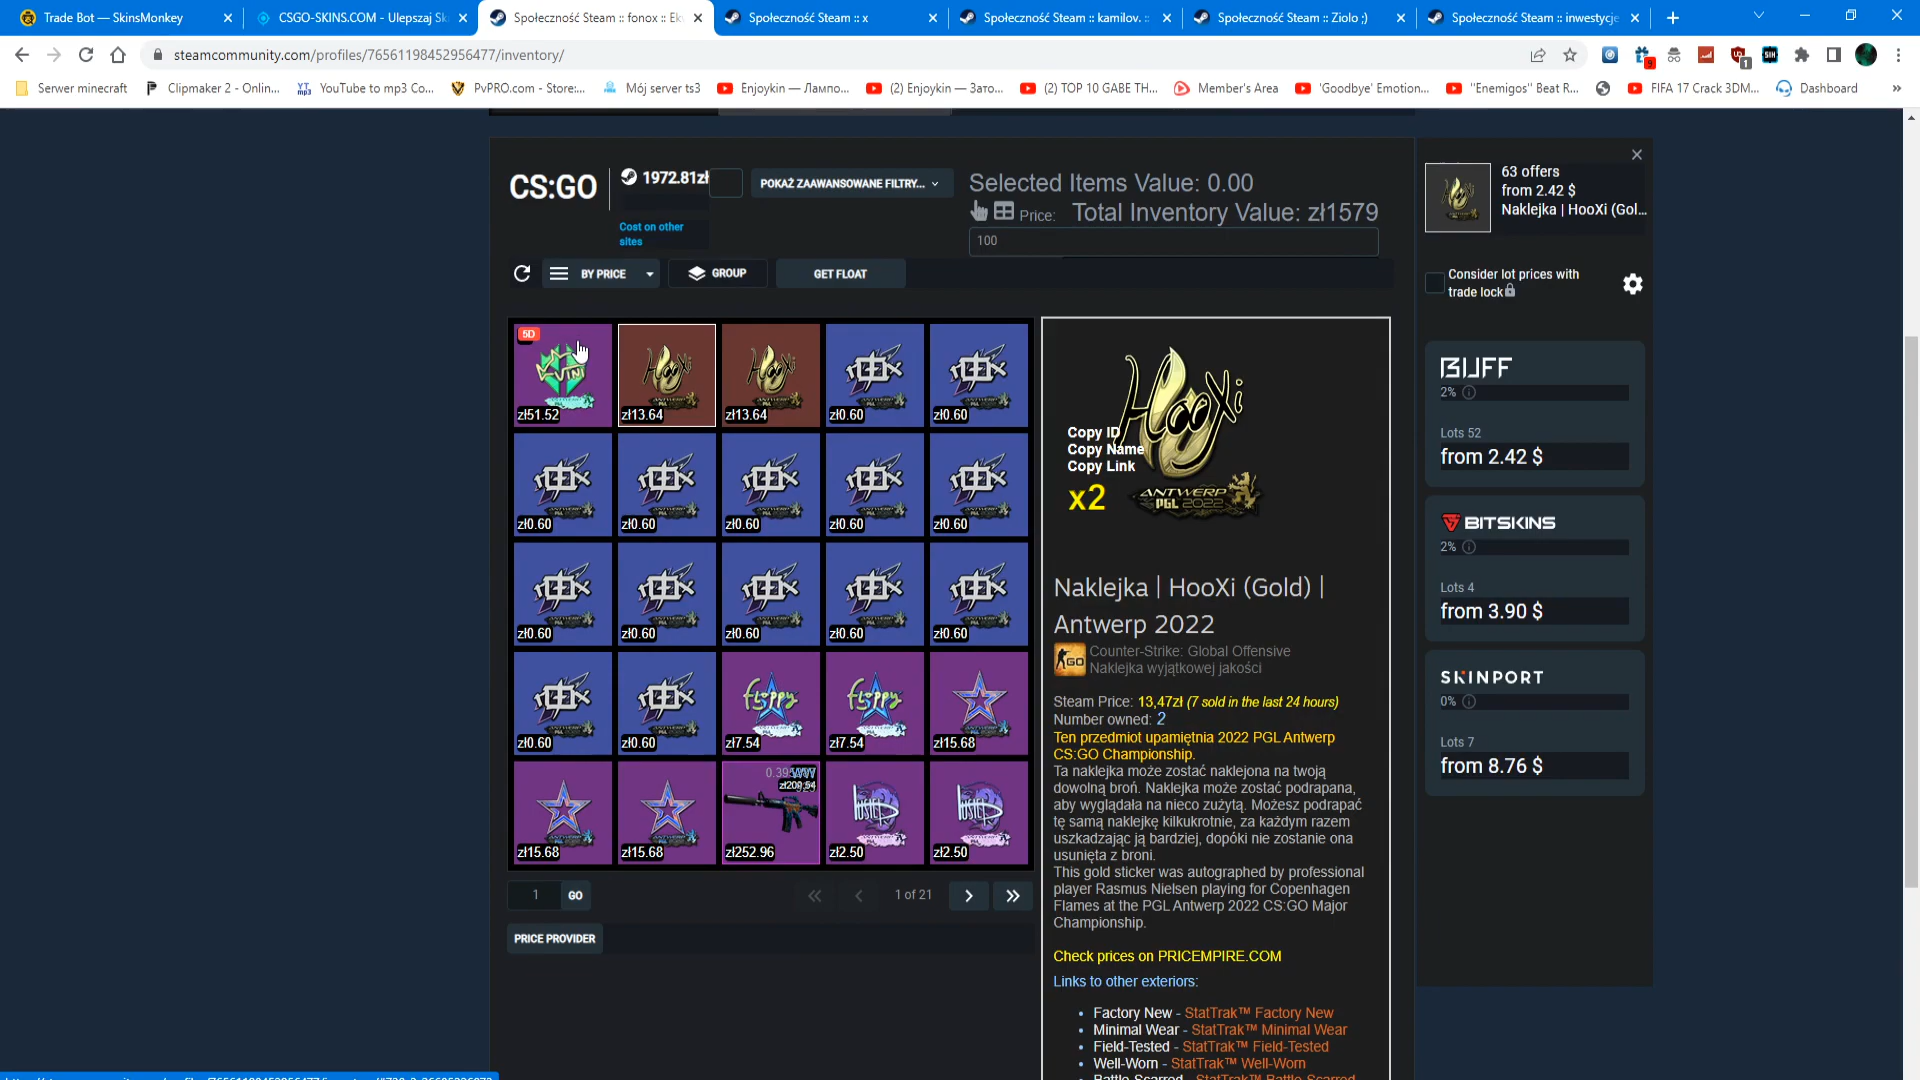 Trade Bot — SkinsMonkey
CSGO-SKINS.COM - Ulepszaj Sk
Społeczność Steam :: fonox :: Ek
Społeczność Steam :: x
Społeczność Steam :: kamilov. ::
Społeczność Steam :: Ziolo ;)
Społeczność Steam :: inwestycje
steamcommunity.com/profiles/76561198452956477/inventory/
9
1
SIH
Serwer minecraft
Clipmaker 2 - Onlin...
YouTube to mp3 Co...
PvPRO.com - Store:...
Mój server ts3
Enjoykin — Лампо...
(2) Enjoykin — Зато...
(2) TOP 10 GABE TH...
Member's Area
'Goodbye' Emotion...
"Enemigos" Beat R...
FIFA 17 Crack 3DM...
Dashboard
»
CS:GO
1972.81zł
Cost on other
sites
POKAŻ ZAAWANSOWANE FILTRY...
Selected Items Value: 0.00
Price:
Total Inventory Value: zł1579
100
BY PRICE
GROUP
GET FLOAT
5D
zł51.52
zł13.64
zł13.64
zł0.60
zł0.60
zł0.60
zł0.60
zł0.60
zł0.60
zł0.60
zł0.60
zł0.60
zł0.60
zł0.60
zł0.60
zł0.60
zł0.60
zł7.54
zł7.54
zł15.68
zł15.68
zł15.68
zł209.54
zł252.96
zł2.50
zł2.50
1
GO
1 of 21
PRICE PROVIDER
HooXi
ANTWERP
PGL 2022
Copy ID
Copy Name
Copy Link
x2
Naklejka | HooXi (Gold) |
Antwerp 2022
Counter-Strike: Global Offensive
Naklejka wyjątkowej jakości
Steam Price: 13,47zł (7 sold in the last 24 hours)
Number owned: 2
Ten przedmiot upamiętnia 2022 PGL Antwerp
CS:GO Championship.
Ta naklejka może zostać naklejona na twoją
dowolną broń. Naklejka może zostać podrapana,
aby wyglądała na nieco zużytą. Możesz podrapać
tę samą naklejkę kilkukrotnie, za każdym razem
uszkadzając ją bardziej, dopóki nie zostanie ona
usunięta z broni.
This gold sticker was autographed by professional
player Rasmus Nielsen playing for Copenhagen
Flames at the PGL Antwerp 2022 CS:GO Major
Championship.
Check prices on PRICEMPIRE.COM
Links to other exteriors:
Factory New - StatTrak™ Factory New
Minimal Wear - StatTrak™ Minimal Wear
Field-Tested - StatTrak™ Field-Tested
Well-Worn - StatTrak™ Well-Worn
Battle-Scarred - StatTrak™ Battle-Scarred
63 offers
from 2.42 $
Naklejka | HooXi (Gol...
Consider lot prices with
trade lock
BUFF
2%
Lots 52
from 2.42 $
BITSKINS
2%
Lots 4
from 3.90 $
SKINPORT
0%
Lots 7
from 8.76 $